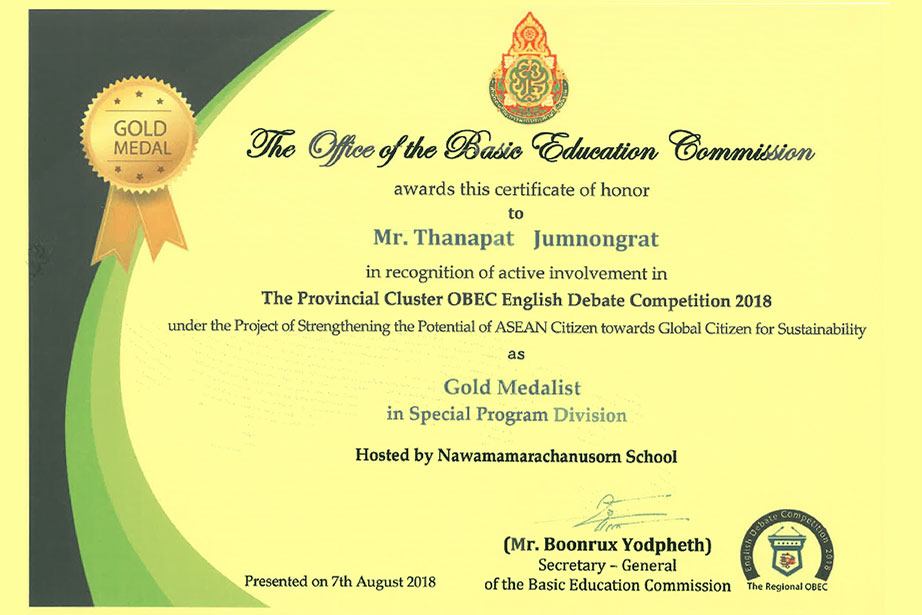 GOLD
MEDAL
The Office of the Basic Education Commission
awards this certificate of honor
to
Mr. Thanapat Jumnongrat
in recognition of active involvement in
The Provincial Cluster OBEC English Debate Competition 2018
under the Project of Strengthening the Potential of ASEAN Citizen towards Global Citizen for Sustainability
as
Gold Medalist
in Special Program Division
Hosted by Nawamamarachanusorn School
(Mr. Boonrux Yodpheth)
Secretary – General
of the Basic Education Commission
Presented on 7th August 2018
English Debate Competition 2018
The Regional OBEC